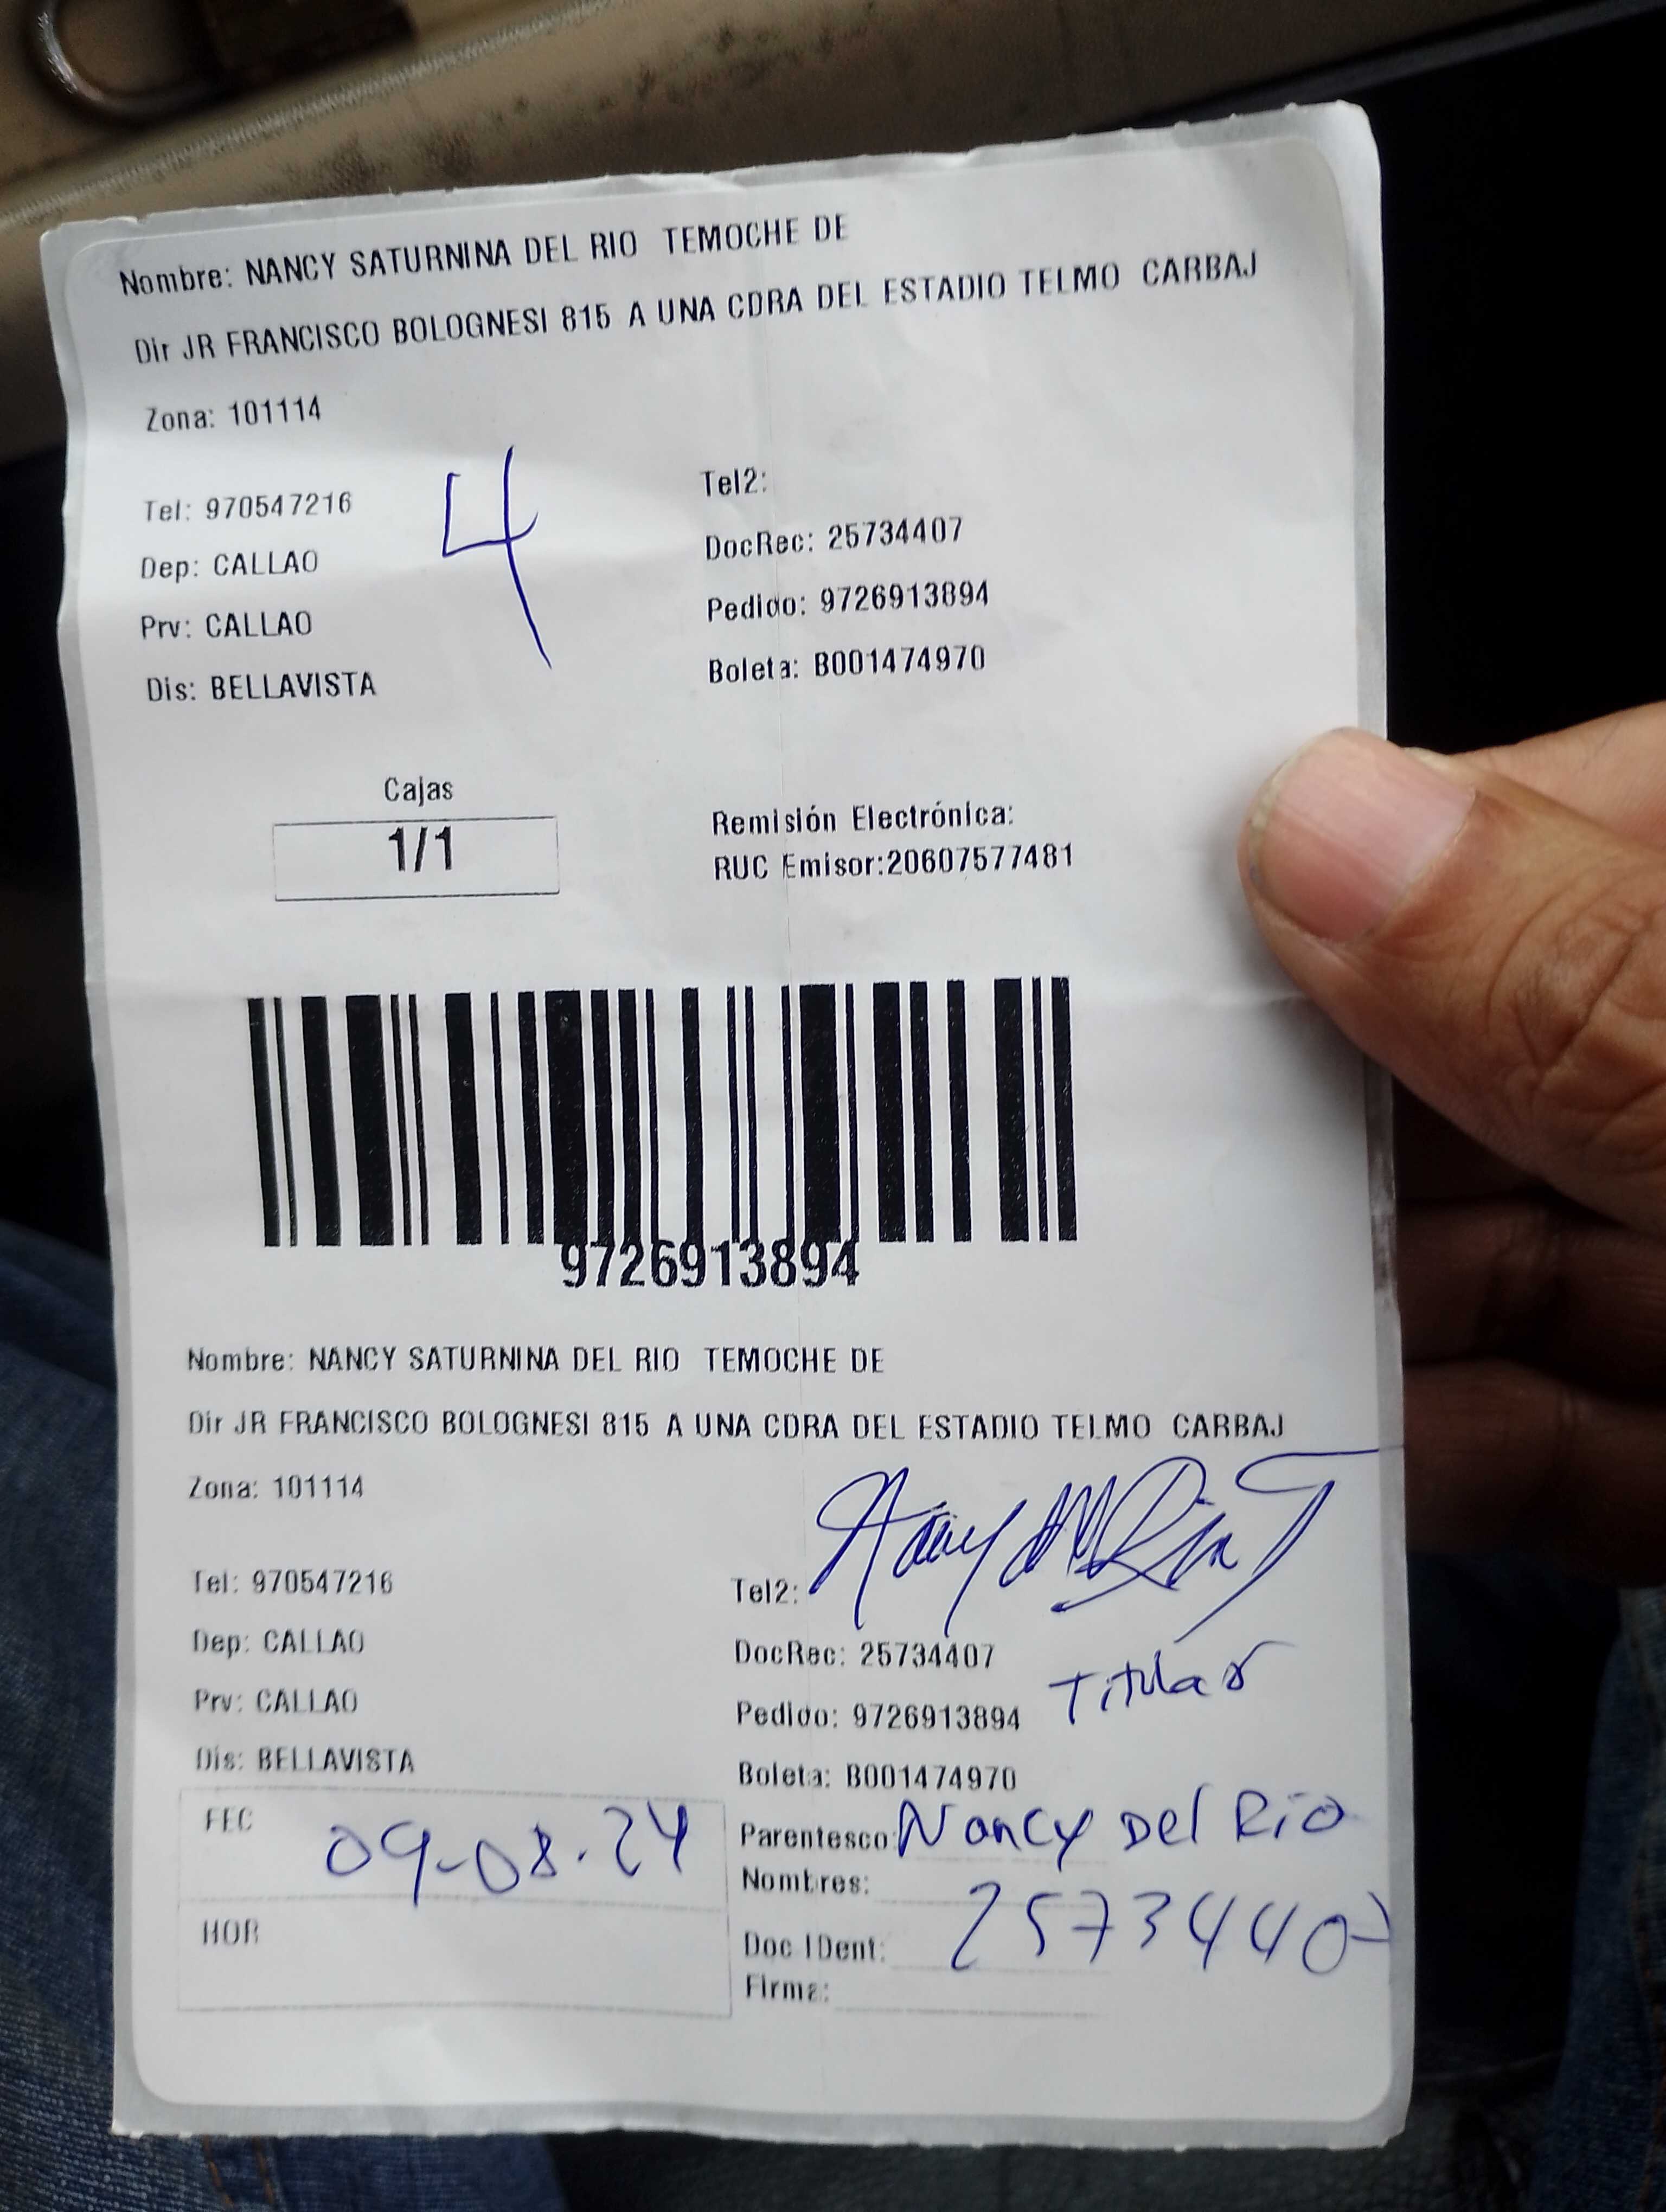 Nombre: NANCY SATURNINA DEL RIO TEMOCHE DE
Dir JR FRANCISCO BOLOGNESI 815 A UNA CDRA DEL ESTADIO TELMO CARBAJ
Zona: 101114
4
Tel: 970547216
Tel2:
Dep: CALLAO
DocRec: 25734407
Prv: CALLAO
Pedido: 9726913894
Dis: BELLAVISTA
Boleta: B001474970
Cajas
1/1
Remisión Electrónica:
RUC Emisor:20607577481
9726913894
Nombre: NANCY SATURNINA DEL RIO TEMOCHE DE
Dir JR FRANCISCO BOLOGNESI 815 A UNA CDRA DEL ESTADIO TELMO CARBAJ
Zona: 101114
Nancy del Rio T
Tel: 970547216
Tel2:
Dep: CALLAO
DocRec: 25734407
Titular
Prv: CALLAO
Pedido: 9726913894
Dis: BELLAVISTA
Boleta: B001474970
FEC 09-08.24
Parentesco: Nancy Del Rio
Nombres:
HOR
Doc IDent: 25734407
Firma: